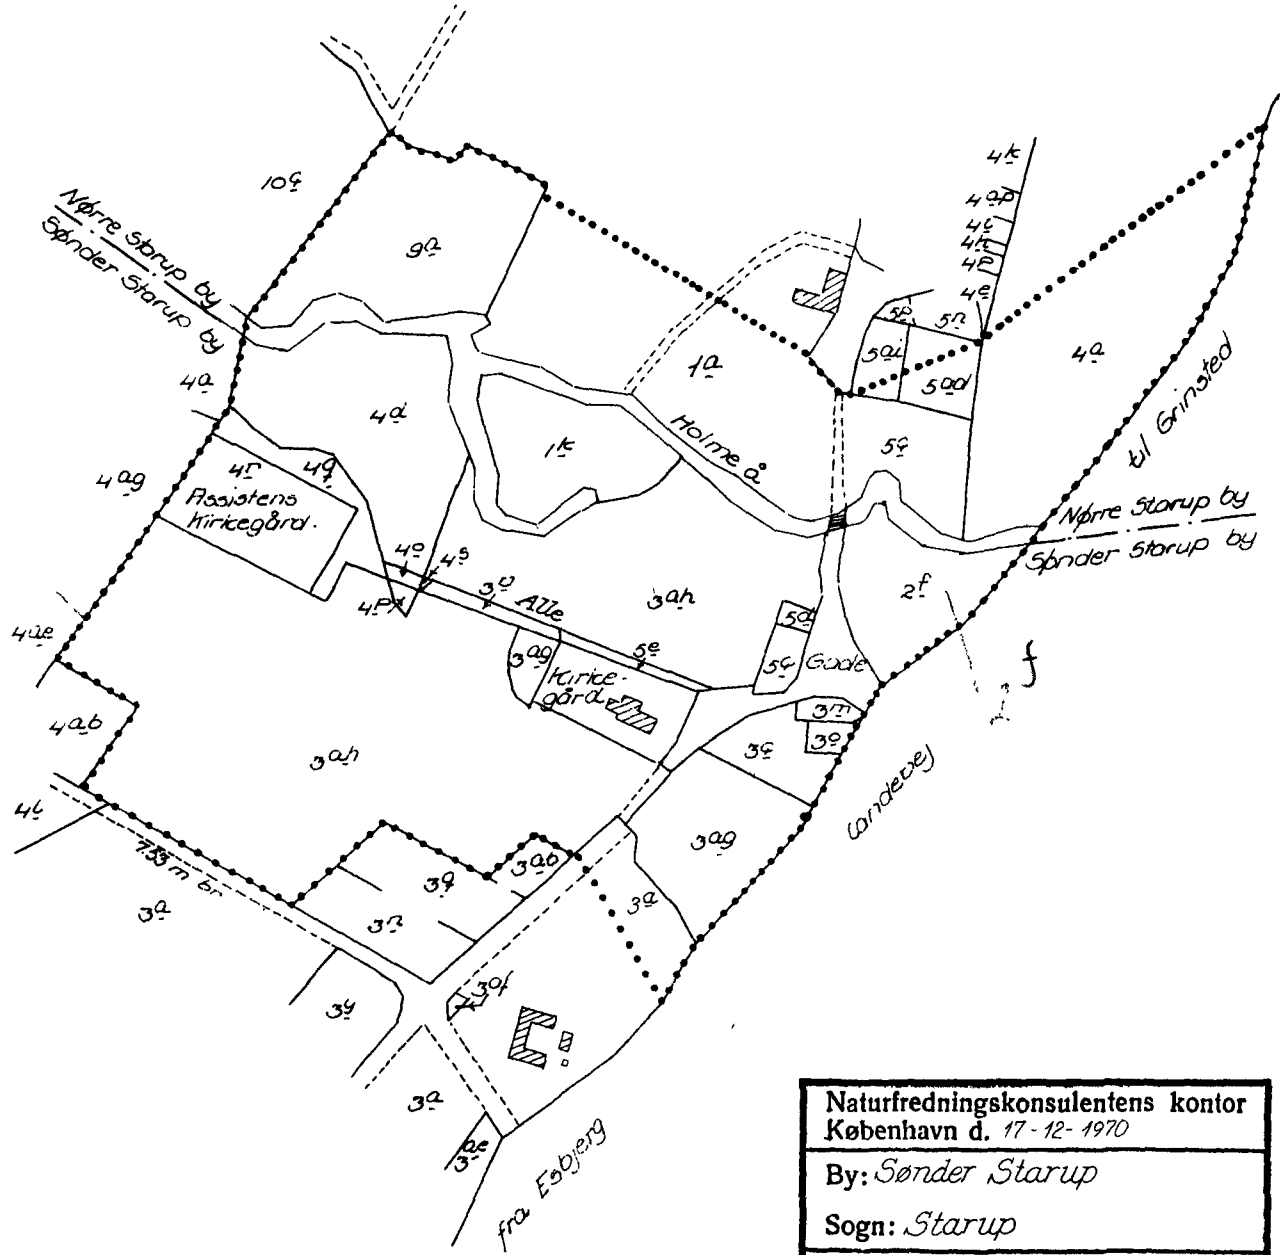 4k
4ap
4i
4h
4p
4e
10c
Nørre Starup by
Sønder Starup by
9a
5p
5n
5ai
5ad
4a
1a
til Grinsted
4a
4d
1k
Holme å
5c
4ag
4r
4q
Assistens
Kirkegård.
Nørre Starup by
Sønder Starup by
4o
4s
3v
Alle
4p
3ah
5d
2f
f
4ae
3ag
5e
5c
Gade
Kirke-
gård
3m
3o
3c
4ab
3ah
Landevej
4i
7.53 m br.
3ag
3ab
3q
3a
3n
3a
3af
3y
3a
3ae
fra Esbjerg
Naturfredningskonsulentens kontor
København d. 17-12-1970
By: Sønder Starup
Sogn: Starup